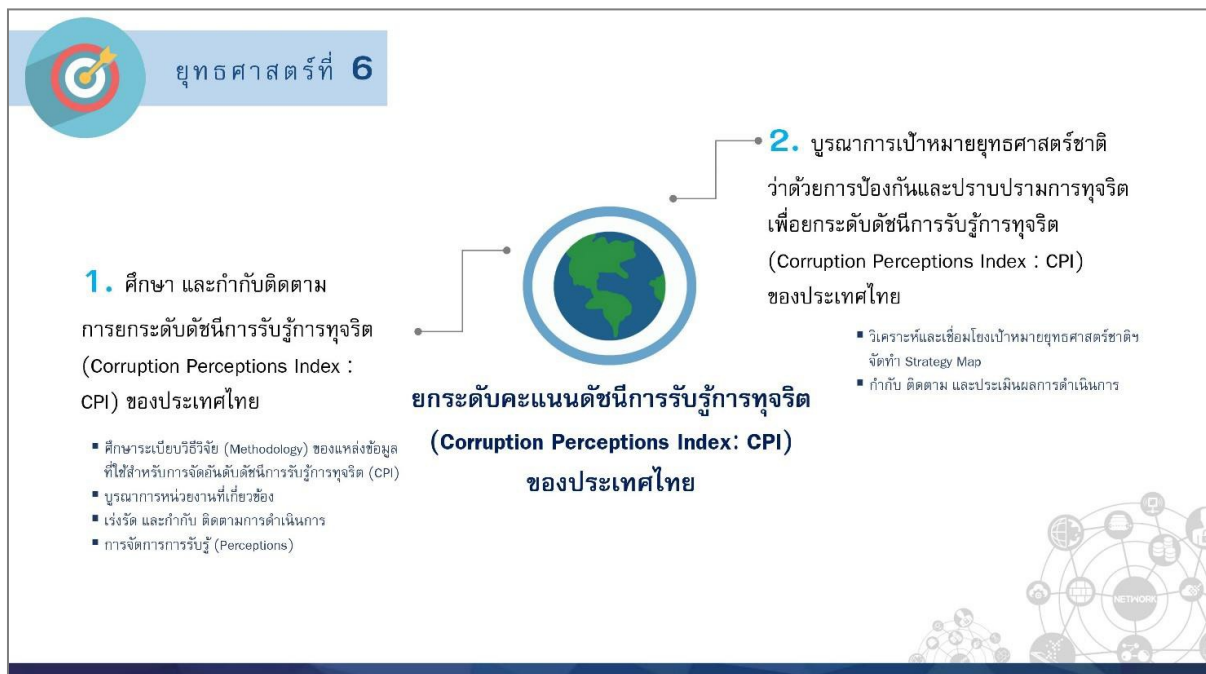 ยุทธศาสตร์ที่ 6
1. ศึกษา และกำกับติดตาม
การยกระดับดัชนีการรับรู้การทุจริต
(Corruption Perceptions Index :
CPI) ของประเทศไทย
▪ ศึกษาระเบียบวิธีวิจัย (Methodology) ของแหล่งข้อมูล
ที่ใช้สำหรับการจัดอันดับดัชนีการรับรู้การทุจริต (CPI)
▪ บูรณาการหน่วยงานที่เกี่ยวข้อง
▪ เร่งรัด และกำกับ ติดตามการดำเนินการ
▪ การจัดการการรับรู้ (Perceptions)
ยกระดับคะแนนดัชนีการรับรู้การทุจริต
(Corruption Perceptions Index: CPI)
ของประเทศไทย
2. บูรณาการเป้าหมายยุทธศาสตร์ชาติ
ว่าด้วยการป้องกันและปราบปรามการทุจริต
เพื่อยกระดับดัชนีการรับรู้การทุจริต
(Corruption Perceptions Index : CPI)
ของประเทศไทย
▪ วิเคราะห์และเชื่อมโยงเป้าหมายยุทธศาสตร์ชาติฯ
จัดทำ Strategy Map
▪ กำกับ ติดตาม และประเมินผลการดำเนินการ
NETWORK